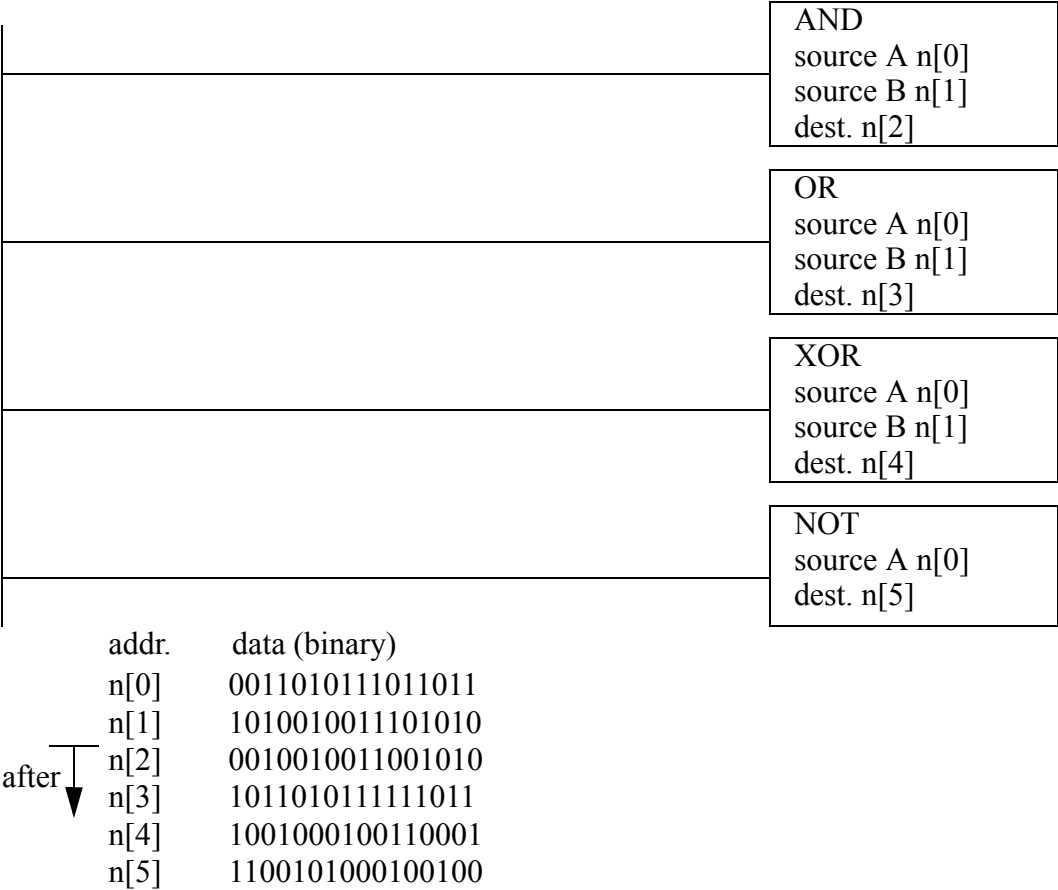 AND
source A n[0]
source B n[1]
dest. n[2]
OR
source A n[0]
source B n[1]
dest. n[3]
XOR
source A n[0]
source B n[1]
dest. n[4]
NOT
source A n[0]
dest. n[5]
addr. data (binary)
n[0] 0011010111011011
n[1] 1010010011101010
after
n[2] 0010010011001010
n[3] 1011010111111011
n[4] 1001000100110001
n[5] 1100101000100100